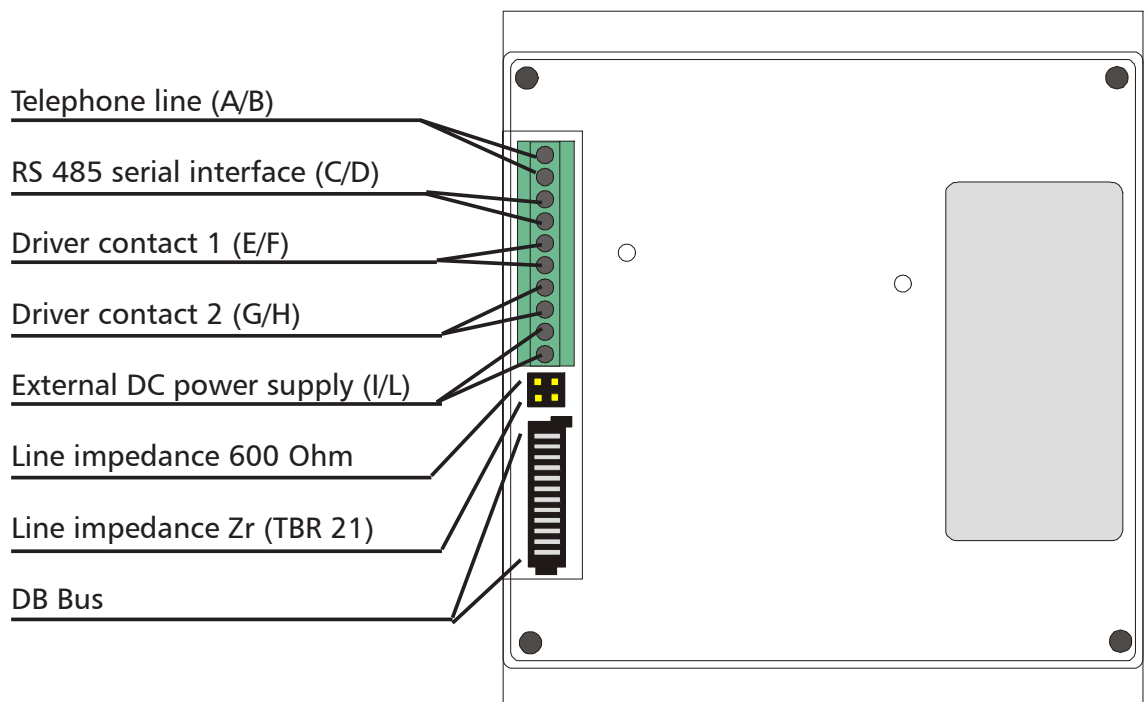 Telephone line (A/B)
RS 485 serial interface (C/D)
Driver contact 1 (E/F)
Driver contact 2 (G/H)
External DC power supply (I/L)
Line impedance 600 Ohm
Line impedance Zr (TBR 21)
DB Bus